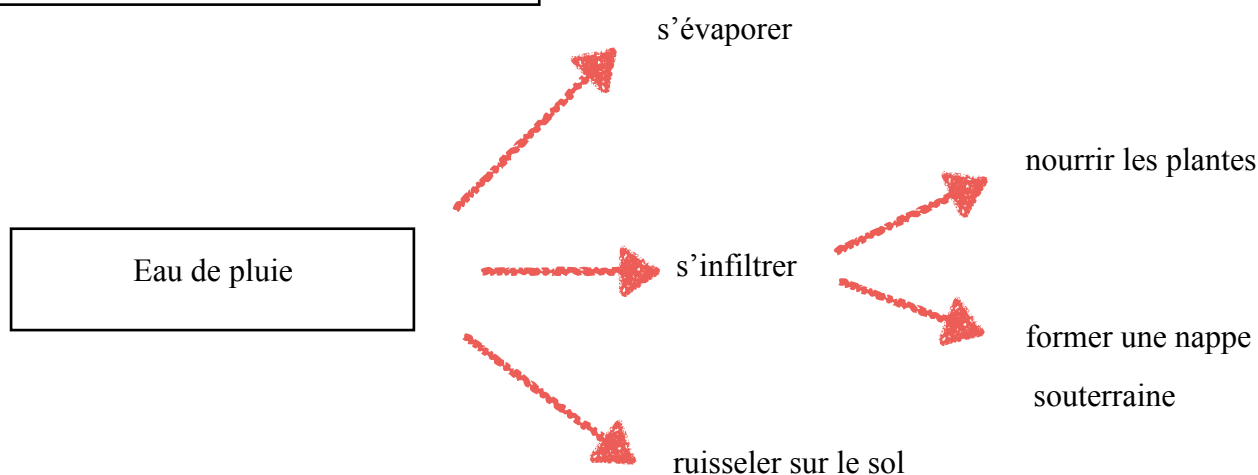 s’évaporer
nourrir les plantes
Eau de pluie
s’infiltrer
former une nappe
souterraine
ruisseler sur le sol